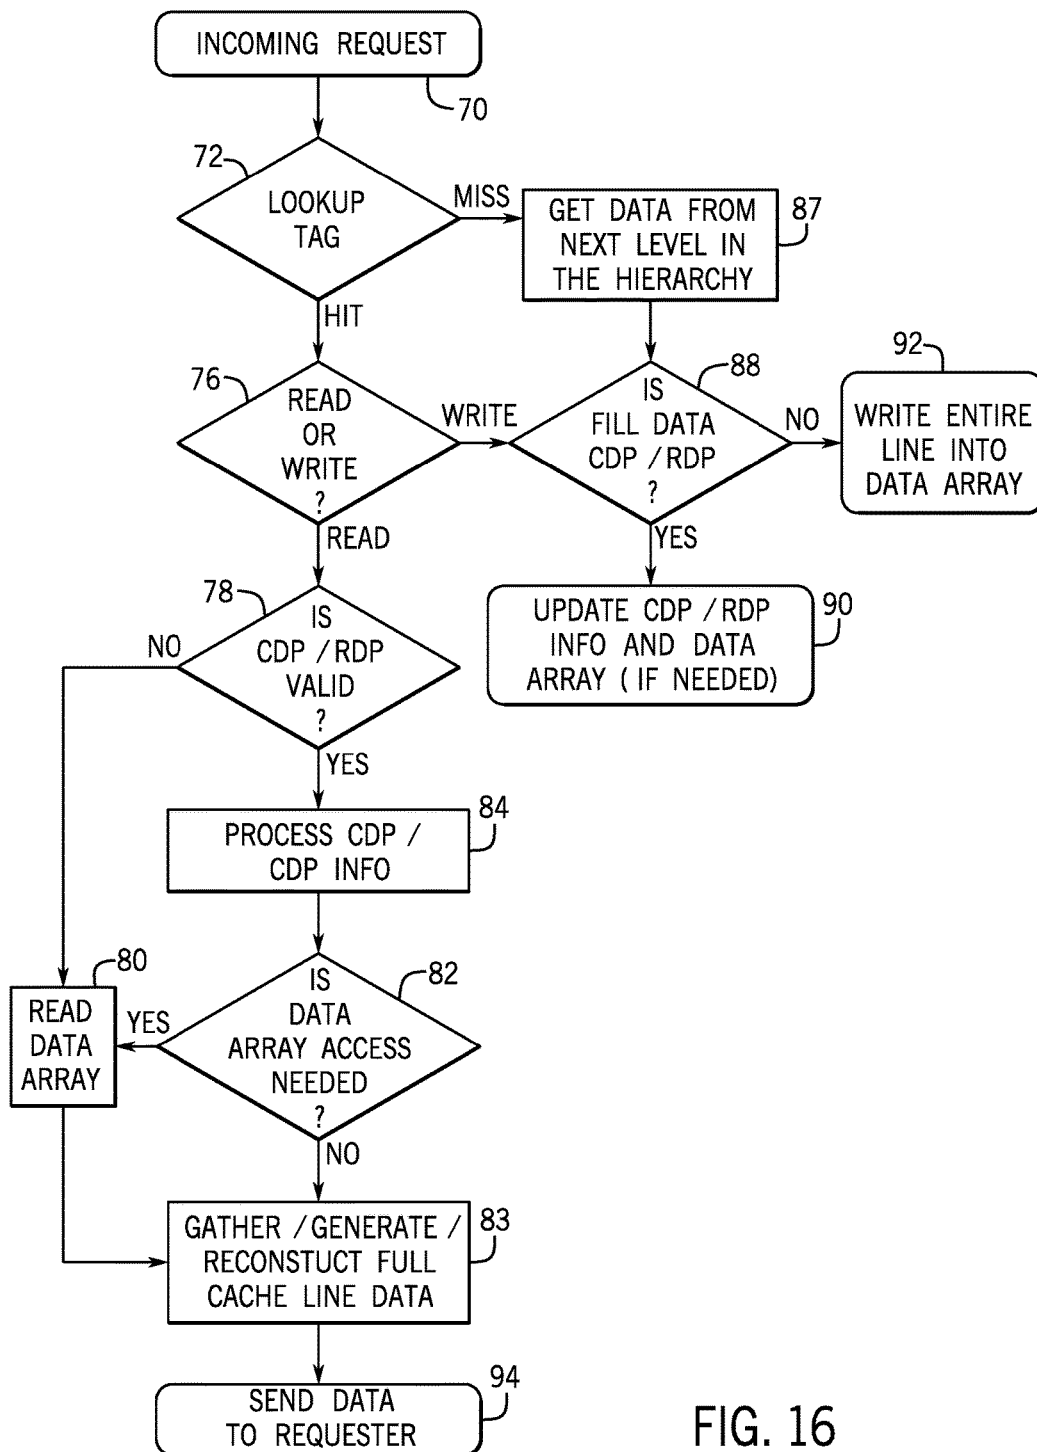 INCOMING REQUEST
70
72
LOOKUP
TAG
MISS
HIT
GET DATA FROM
NEXT LEVEL IN
THE HIERARCHY
87
76
READ
OR
WRITE
?
WRITE
READ
IS
FILL DATA
CDP / RDP
?
88
NO
YES
92
WRITE ENTIRE
LINE INTO
DATA ARRAY
UPDATE CDP / RDP
INFO AND DATA
ARRAY ( IF NEEDED)
90
78
IS
CDP / RDP
VALID
?
NO
YES
PROCESS CDP /
CDP INFO
84
80
READ
DATA
ARRAY
YES
IS
DATA
ARRAY ACCESS
NEEDED
?
82
NO
GATHER / GENERATE /
RECONSTUCT FULL
CACHE LINE DATA
83
SEND DATA
TO REQUESTER
94
FIG. 16